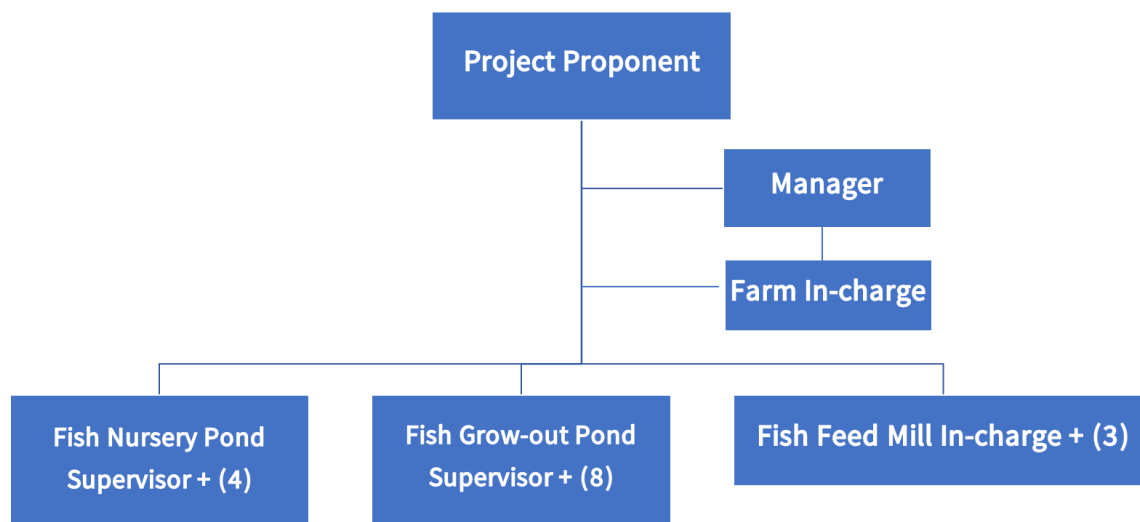 Project Proponent
Manager
Farm In-charge
Fish Nursery Pond
Supervisor + (4)
Fish Grow-out Pond
Supervisor + (8)
Fish Feed Mill In-charge + (3)